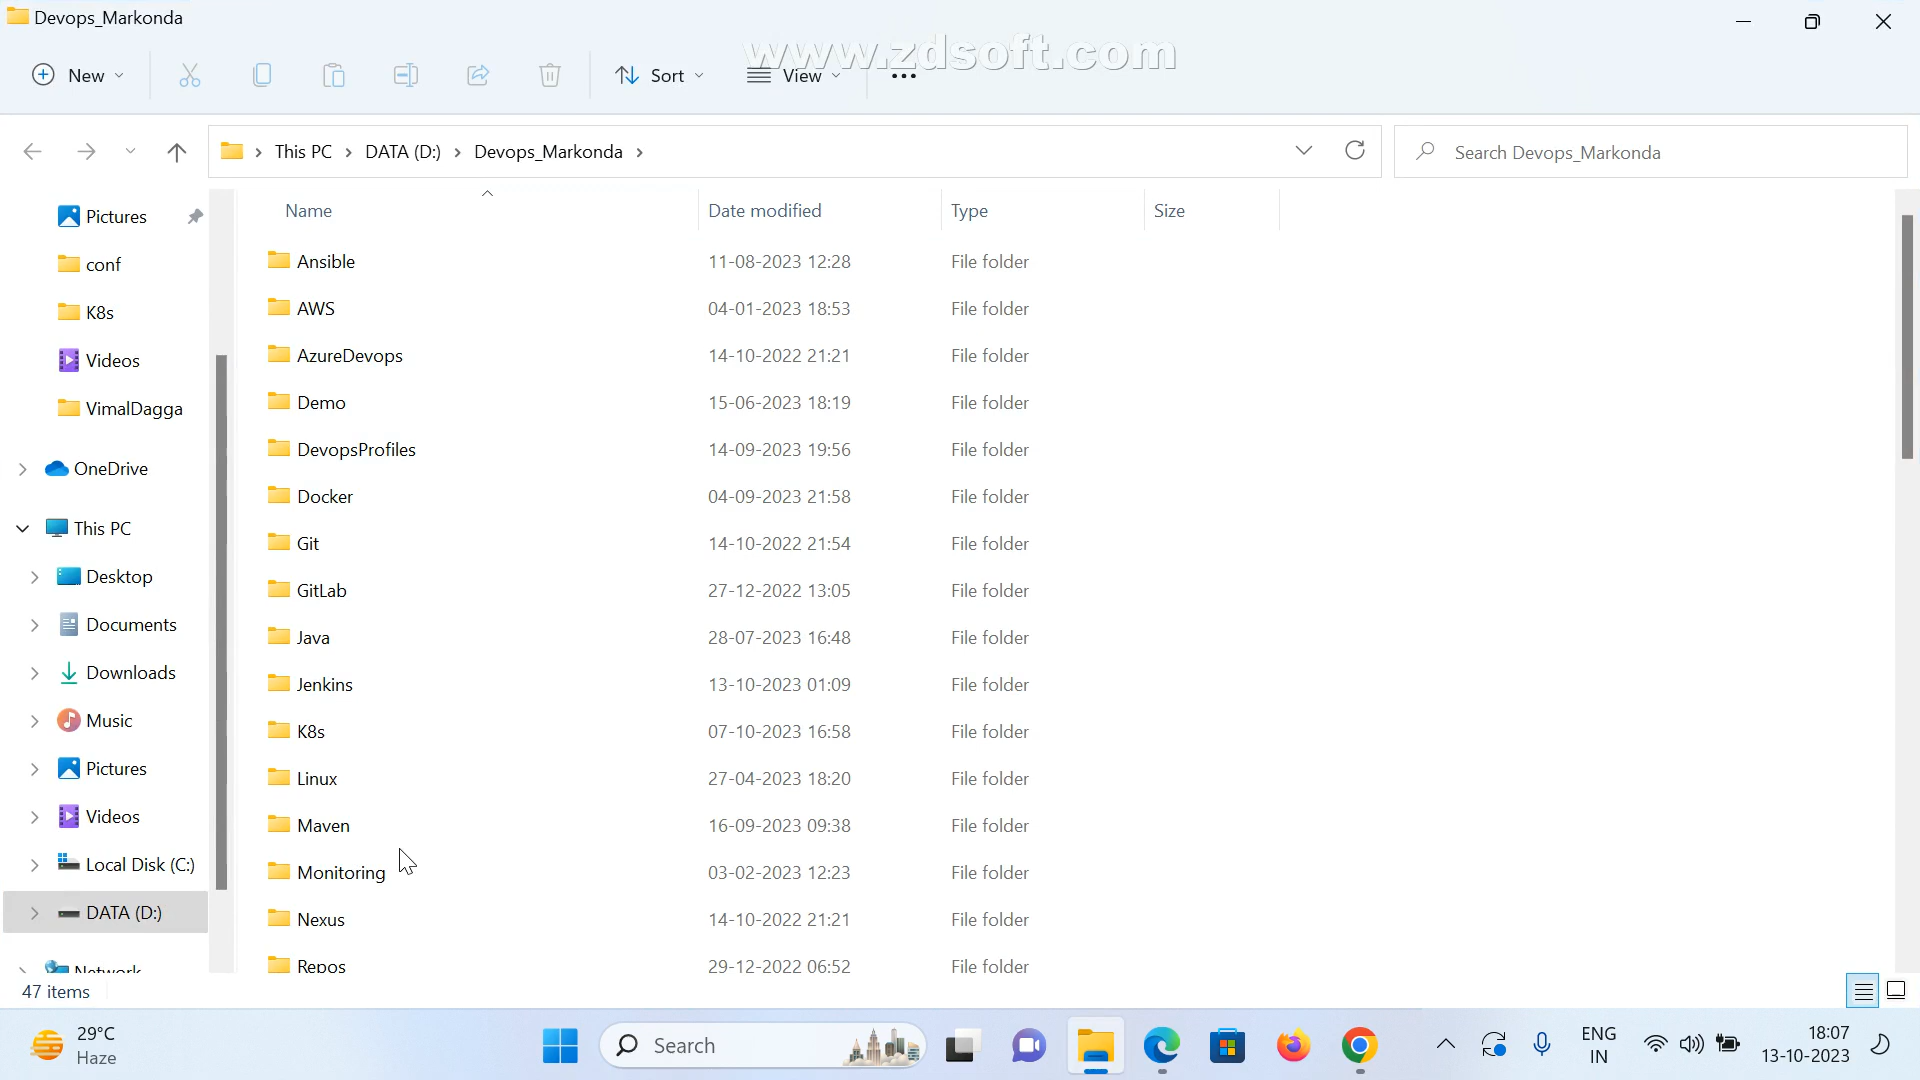 Devops_Markonda
www.zdsoft.com
New
Sort
View
This PC
DATA (D:)
Devops_Markonda
Search Devops_Markonda
Name
Date modified
Type
Size
Pictures
conf
K8s
Videos
VimalDagga
OneDrive
This PC
Desktop
Documents
Downloads
Music
Pictures
Videos
Local Disk (C:)
DATA (D:)
Network
Ansible 11-08-2023 12:28 File folder
AWS 04-01-2023 18:53 File folder
AzureDevops 14-10-2022 21:21 File folder
Demo 15-06-2023 18:19 File folder
DevopsProfiles 14-09-2023 19:56 File folder
Docker 04-09-2023 21:58 File folder
Git 14-10-2022 21:54 File folder
GitLab 27-12-2022 13:05 File folder
Java 28-07-2023 16:48 File folder
Jenkins 13-10-2023 01:09 File folder
K8s 07-10-2023 16:58 File folder
Linux 27-04-2023 18:20 File folder
Maven 16-09-2023 09:38 File folder
Monitoring 03-02-2023 12:23 File folder
Nexus 14-10-2022 21:21 File folder
Repos 29-12-2022 06:52 File folder
47 items
29°C
Haze
Search
ENG
IN
18:07
13-10-2023